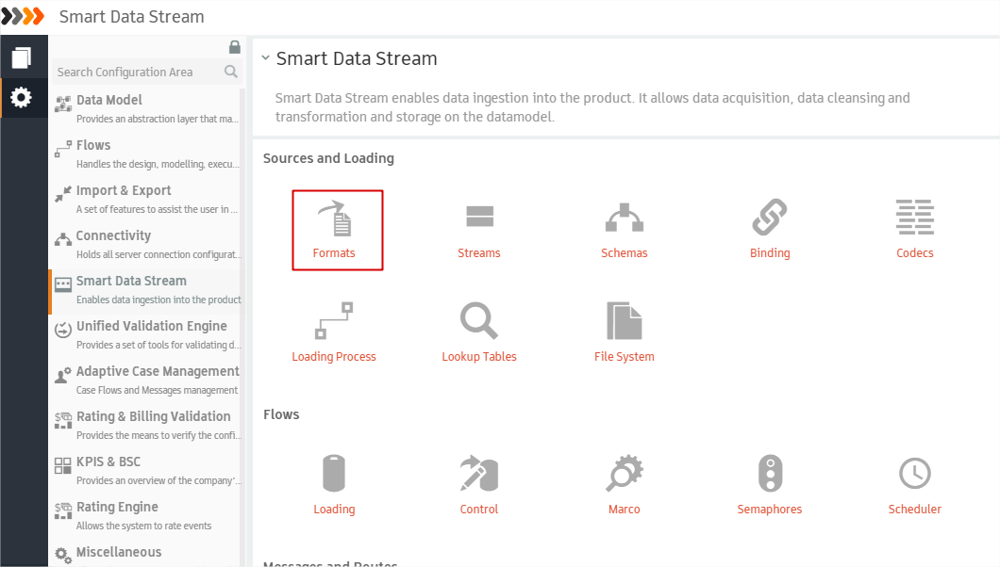 Smart Data Stream
Search Configuration Area
Data Model
Provides an abstraction layer that ma...
Flows
Handles the design, modelling, execu...
Import & Export
A set of features to assist the user in ...
Connectivity
Holds all server connection configurat...
Smart Data Stream
Enables data ingestion into the product
Unified Validation Engine
Provides a set of tools for validating d...
Adaptive Case Management
Case Flows and Messages management
Rating & Billing Validation
Provides the means to verify the confi...
KPIS & BSC
Provides an overview of the company'...
Rating Engine
Allows the system to rate events
Miscellaneous
Smart Data Stream
Smart Data Stream enables data ingestion into the product. It allows data acquisition, data cleansing and
transformation and storage on the datamodel.
Sources and Loading
Formats
Streams
Schemas
Binding
Codecs
Loading Process
Lookup Tables
File System
Flows
Loading
Control
Marco
Semaphores
Scheduler
Messages and Routes